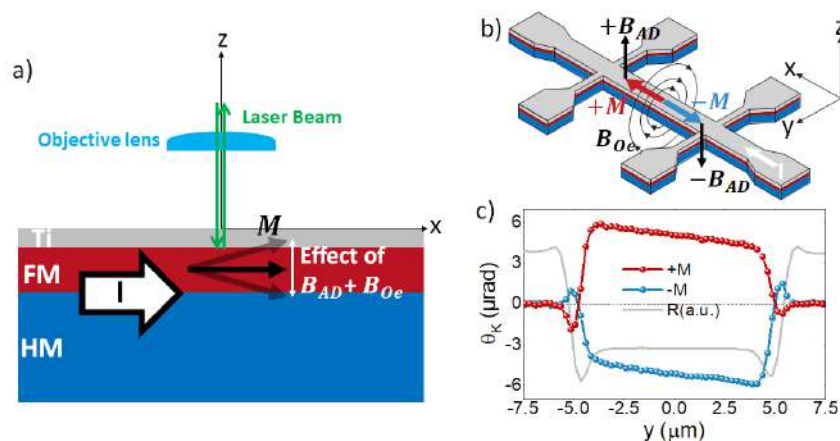 a)
z
Laser Beam
Objective lens
x
Ti
M
FM
I
Effect of
B_AD + B_Oe
HM
b)
+B_AD
z
x
y
+M
-M
B_Oe
-B_AD
I
c)
6
3
0
-3
-6
θ_K (μrad)
+M
-M
R(a.u.)
-7.5 -5.0 -2.5 0.0 2.5 5.0 7.5
y (μm)